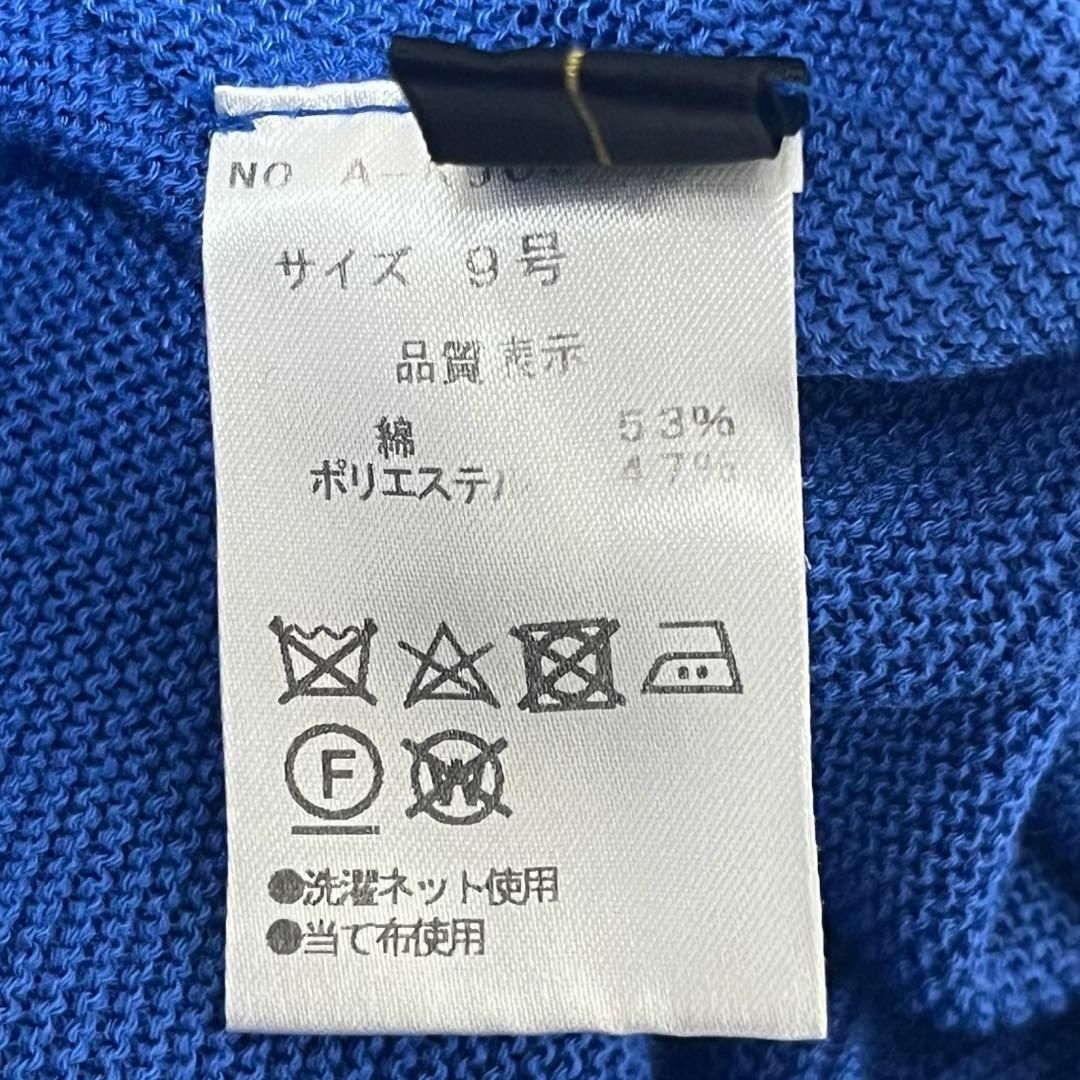 NO A-
サイズ 9号
品質表示
綿 53%
ポリエステル 47%
F
W
●洗濯ネット使用
●当て布使用